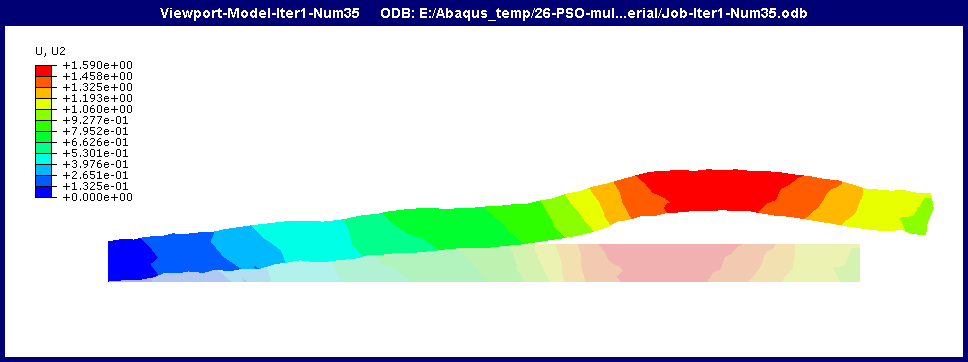 Viewport-Model-Iter1-Num35 ODB: E:/Abaqus_temp/26-PSO-mul...erial/Job-Iter1-Num35.odb
U, U2
+1.590e+00
+1.458e+00
+1.325e+00
+1.193e+00
+1.060e+00
+9.277e-01
+7.952e-01
+6.626e-01
+5.301e-01
+3.976e-01
+2.651e-01
+1.325e-01
+0.000e+00